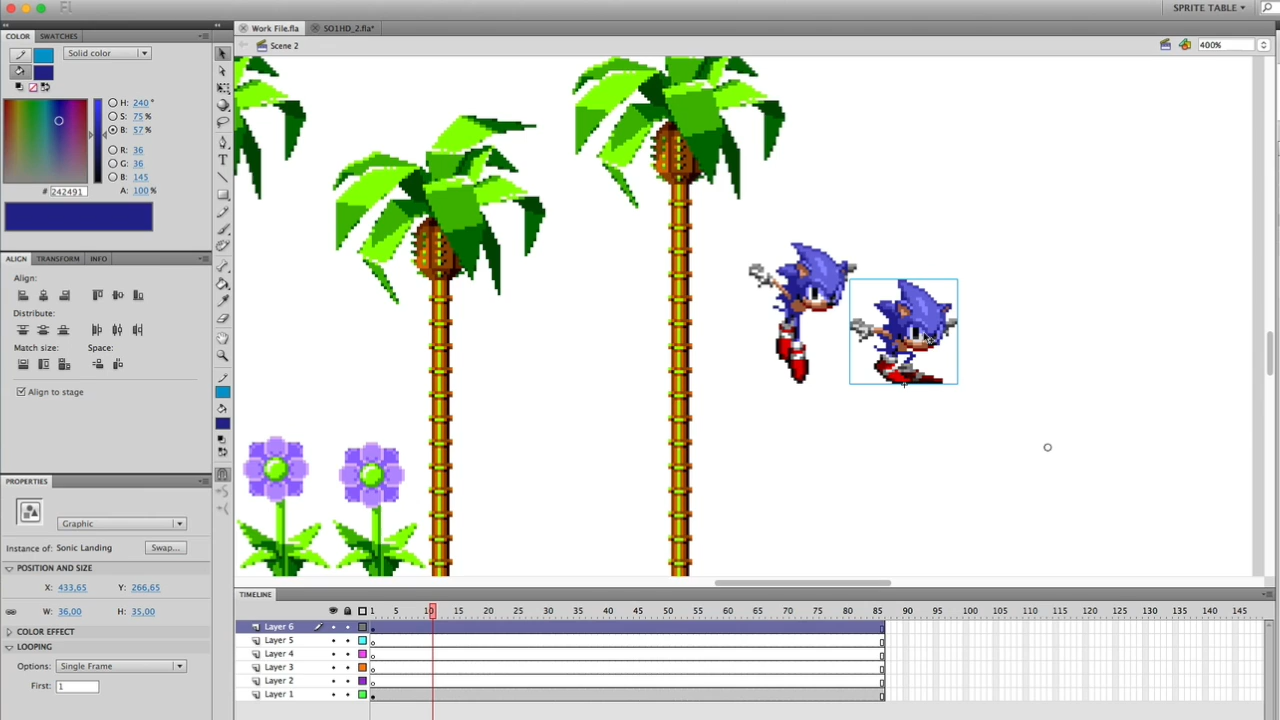 Fl
SPRITE TABLE
COLOR
SWATCHES
Work File.fla
SO1HD_2.fla*
Scene 2
400%
Solid color
H: 240 °
S: 75 %
B: 57 %
R: 36
G: 36
B: 145
# 242491
A: 100 %
ALIGN
TRANSFORM
INFO
Align:
Distribute:
Match size:
Space:
Align to stage
PROPERTIES
Graphic
Instance of: Sonic Landing
Swap...
POSITION AND SIZE
X: 433,65
Y: 266,65
W: 36,00
H: 35,00
COLOR EFFECT
LOOPING
Options: Single Frame
First: 1
TIMELINE
1 5 10 15 20 25 30 35 40 45 50 55 60 65 70 75 80 85 90 95 100 105 110 115 120 125 130 135 140 145
Layer 6
Layer 5
Layer 4
Layer 3
Layer 2
Layer 1